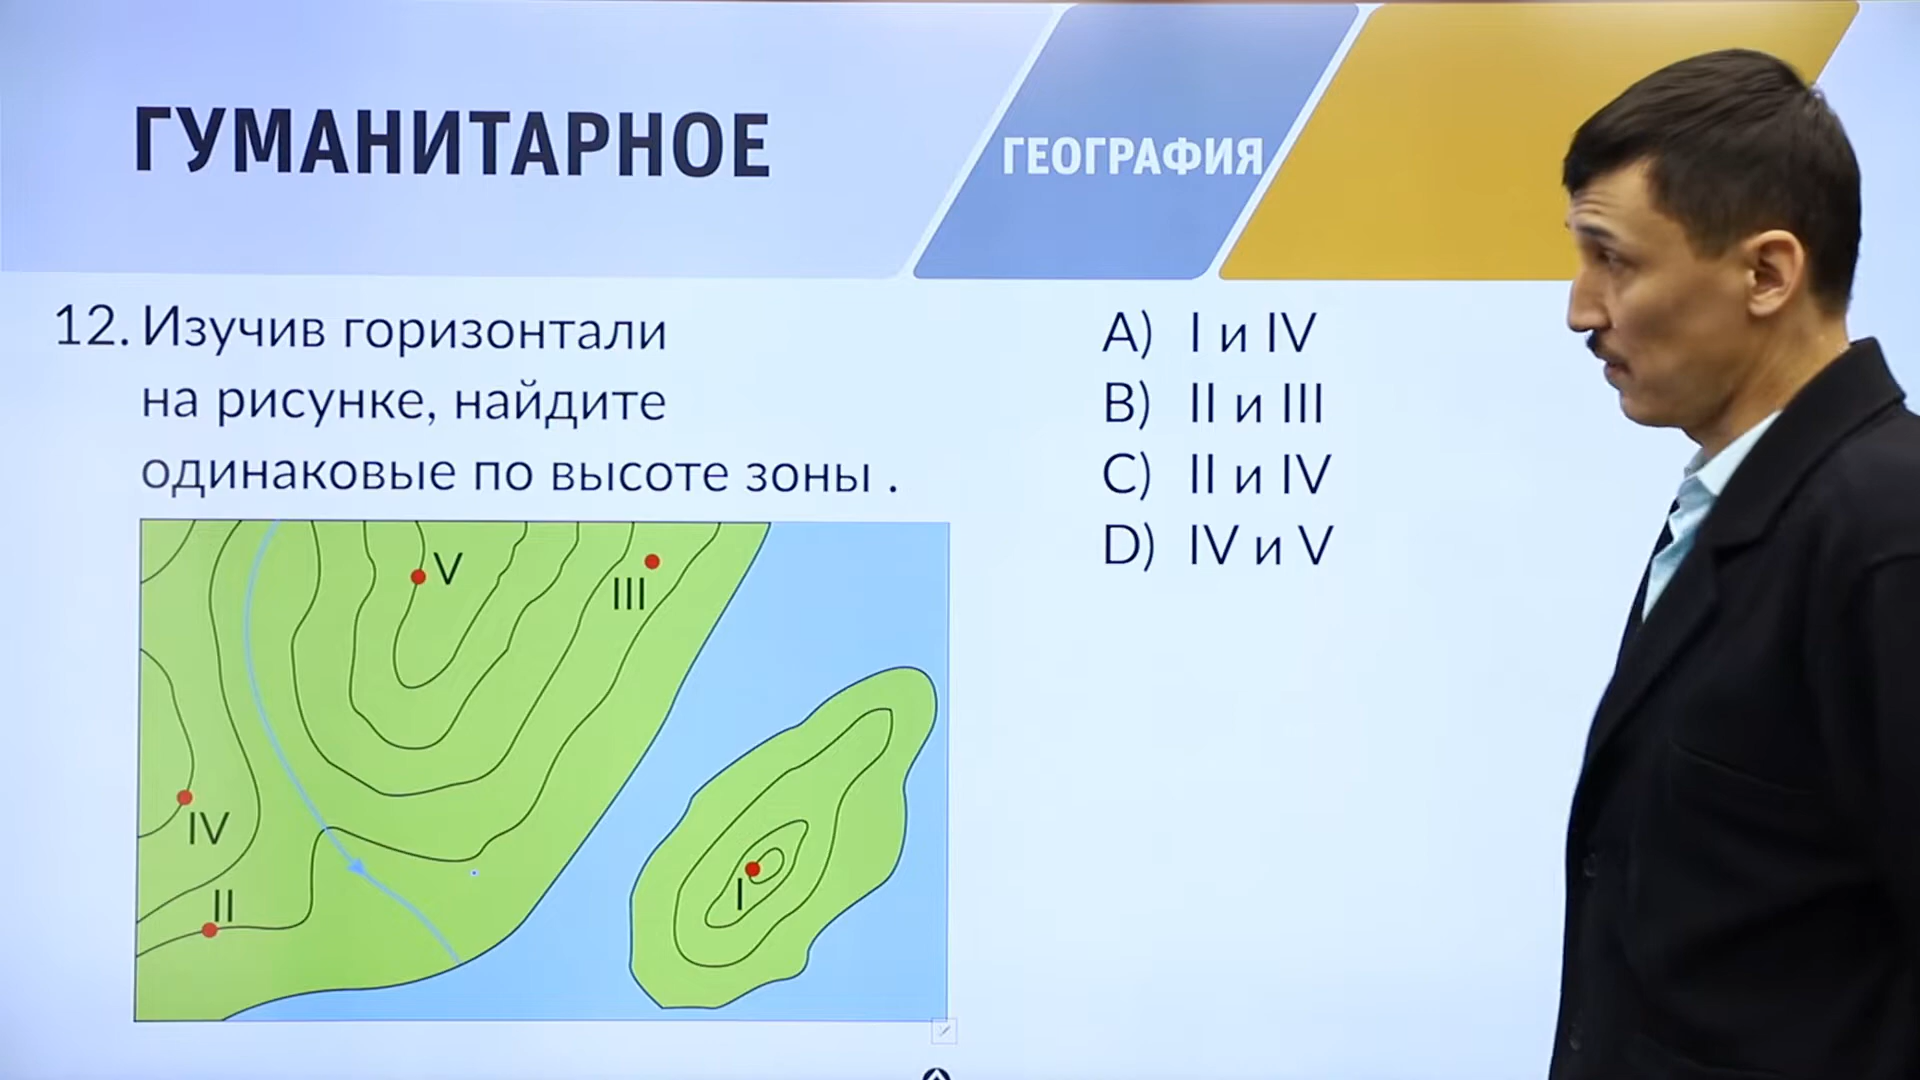 ГУМАНИТАРНОЕ
ГЕОГРАФИЯ
12. Изучив горизонтали
на рисунке, найдите
одинаковые по высоте зоны .
A) I и IV
B) II и III
C) II и IV
D) IV и V
V
III
IV
II
I